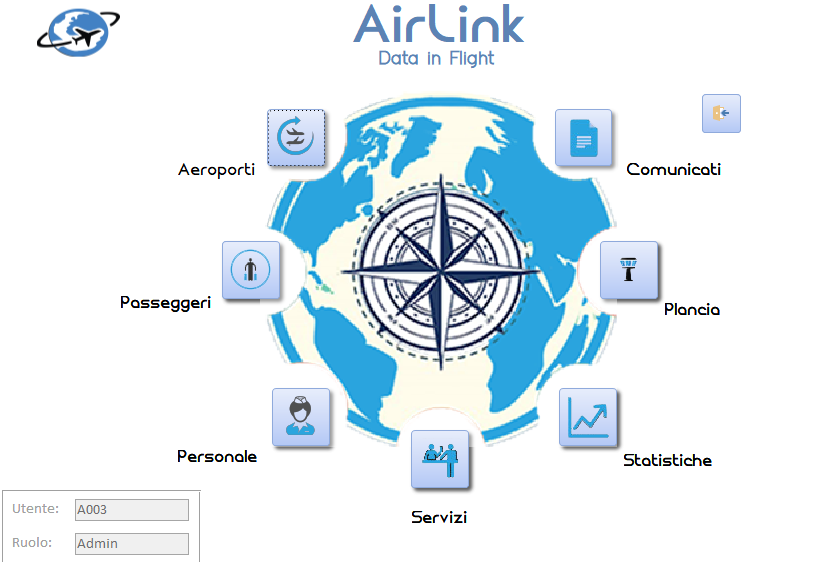 AirLink
Data in Flight
Aeroporti
Comunicati
Passeggeri
Plancia
Personale
Statistiche
Servizi
Utente: A003
Ruolo: Admin